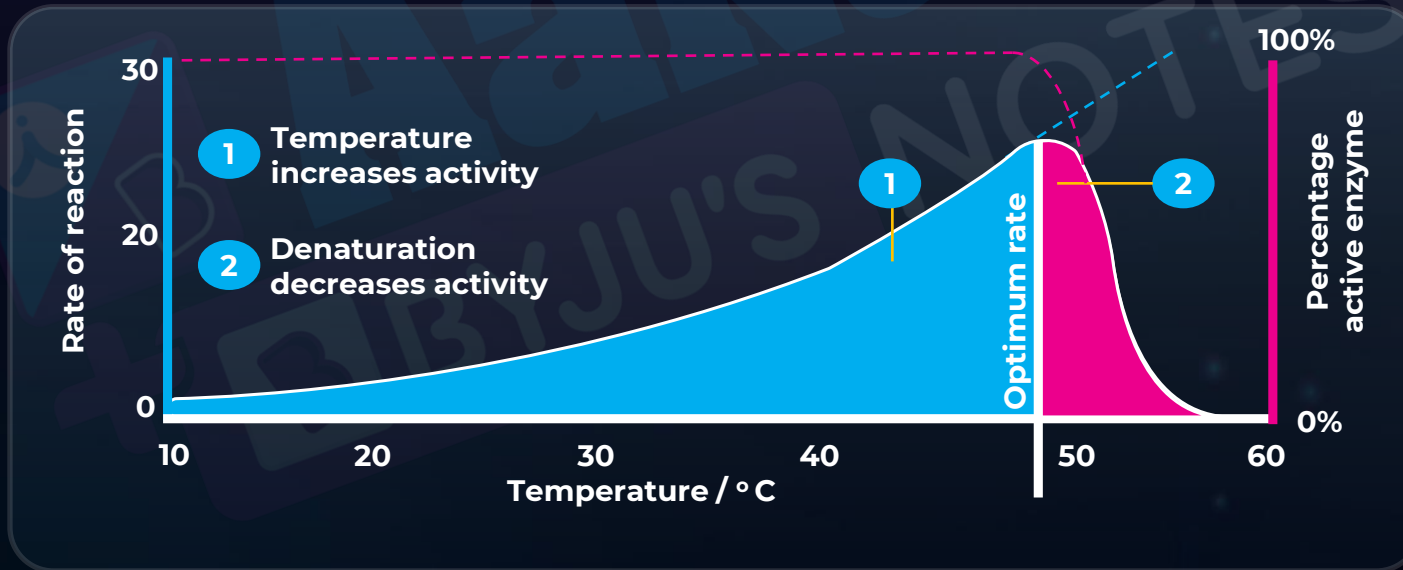 100%
30
1
Temperature
increases activity
1
2
20
2
Denaturation
decreases activity
0
0%
Rate of reaction
Optimum rate
Percentage
active enzyme
10 20 30 40 50 60
Temperature / ° C
BYJU'S NOTES